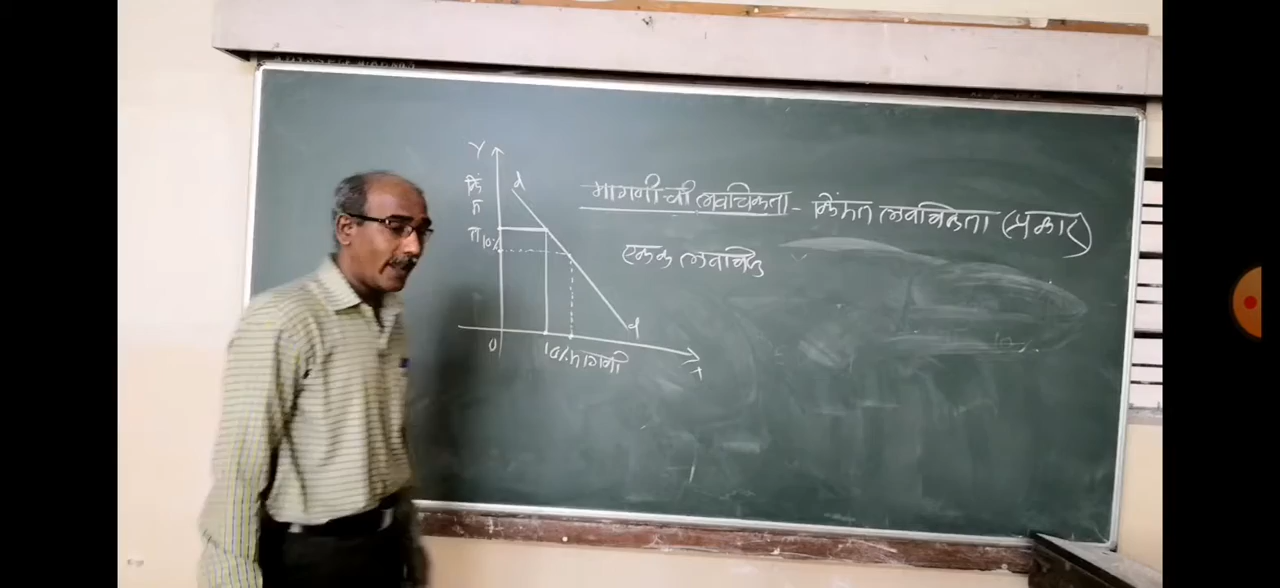 मागणीची लवचिकता - किंमत लवचिकता (प्रकार)
एकक लवचिक
Y
किं
म
त
10%
d
d
0
10% मागणी
X